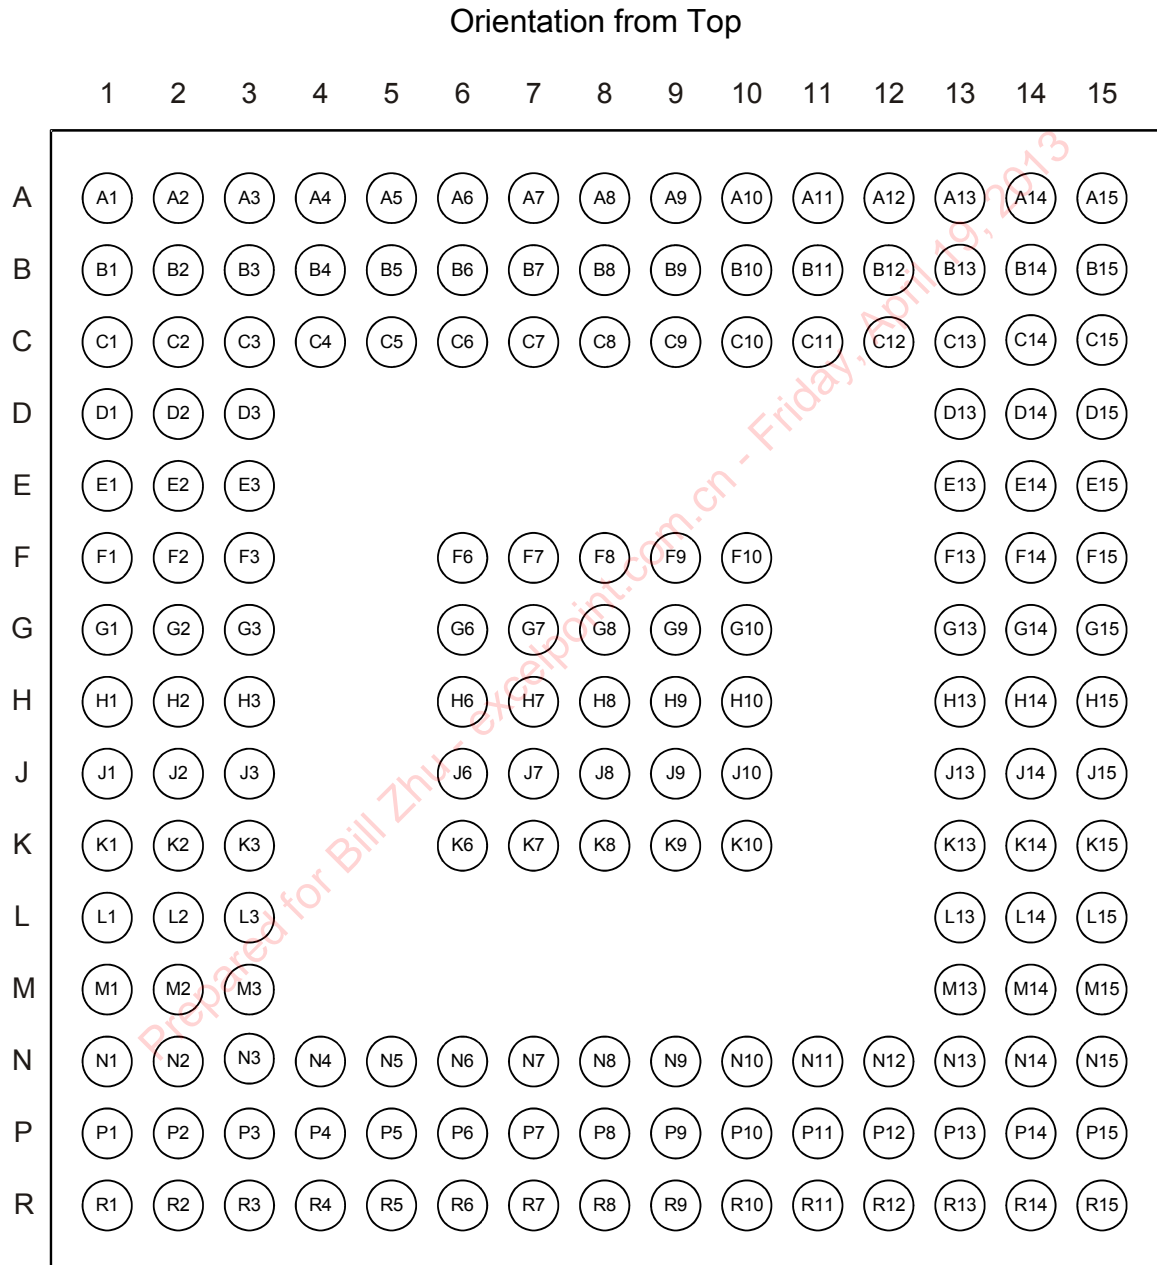 Orientation from Top
1 2 3 4 5 6 7 8 9 10 11 12 13 14 15
A A1 A2 A3 A4 A5 A6 A7 A8 A9 A10 A11 A12 A13 A14 A15
B B1 B2 B3 B4 B5 B6 B7 B8 B9 B10 B11 B12 B13 B14 B15
C C1 C2 C3 C4 C5 C6 C7 C8 C9 C10 C11 C12 C13 C14 C15
D D1 D2 D3 D13 D14 D15
E E1 E2 E3 E13 E14 E15
F F1 F2 F3 F6 F7 F8 F9 F10 F13 F14 F15
G G1 G2 G3 G6 G7 G8 G9 G10 G13 G14 G15
H H1 H2 H3 H6 H7 H8 H9 H10 H13 H14 H15
J J1 J2 J3 J6 J7 J8 J9 J10 J13 J14 J15
K K1 K2 K3 K6 K7 K8 K9 K10 K13 K14 K15
L L1 L2 L3 L13 L14 L15
M M1 M2 M3 M13 M14 M15
N N1 N2 N3 N4 N5 N6 N7 N8 N9 N10 N11 N12 N13 N14 N15
P P1 P2 P3 P4 P5 P6 P7 P8 P9 P10 P11 P12 P13 P14 P15
R R1 R2 R3 R4 R5 R6 R7 R8 R9 R10 R11 R12 R13 R14 R15
Prepared for Bill Zhu - excelpoint.com.cn - Friday, April 19, 2013